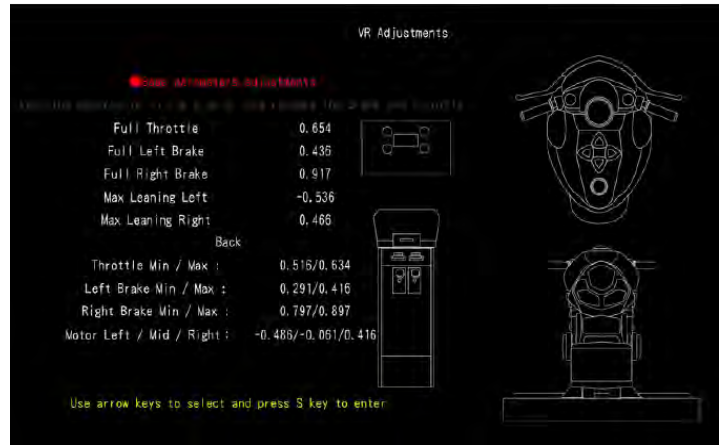 VR Adjustments
Full Throttle 0.654
Full Left Brake 0.436
Full Right Brake 0.917
Max Leaning Left -0.536
Max Leaning Right 0.466
Back
Throttle Min / Max : 0.516/0.634
Left Brake Min / Max : 0.291/0.416
Right Brake Min / Max : 0.797/0.897
Motor Left / Mid / Right : -0.486/-0.061/0.416
Use arrow keys to select and press S key to enter